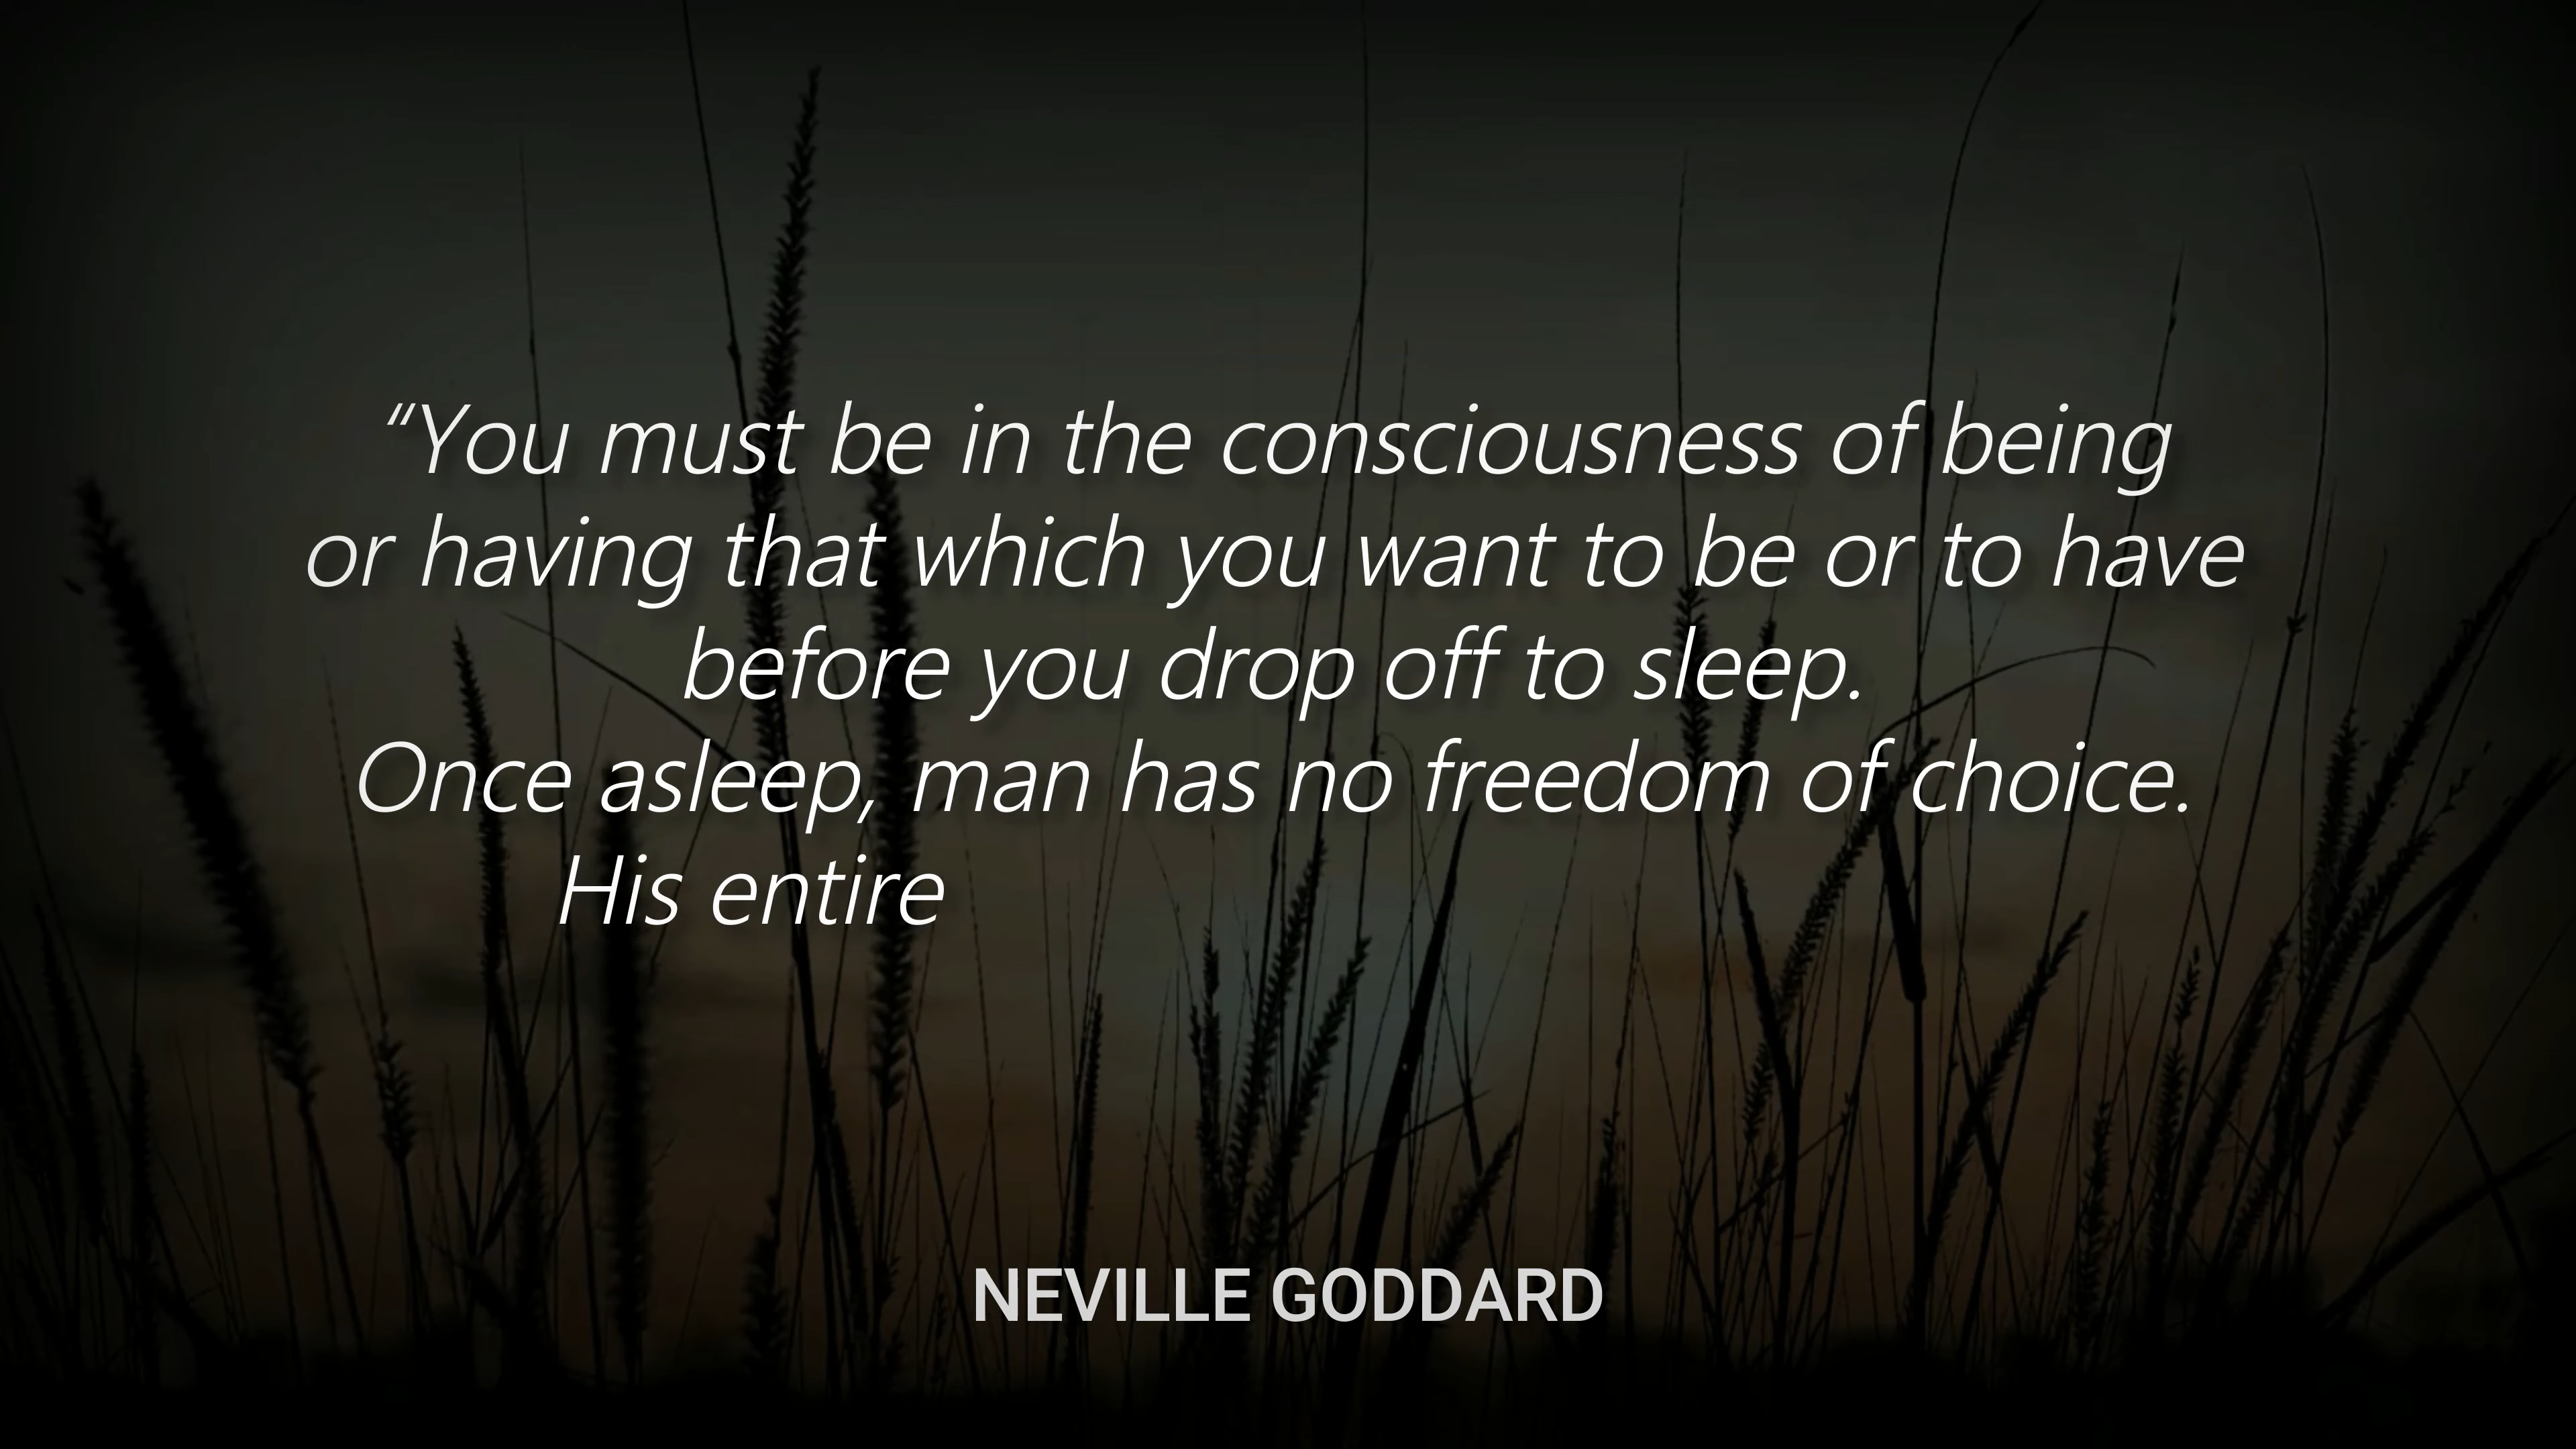 “You must be in the consciousness of being
or having that which you want to be or to have
before you drop off to sleep.
Once asleep, man has no freedom of choice.
His entire
NEVILLE GODDARD